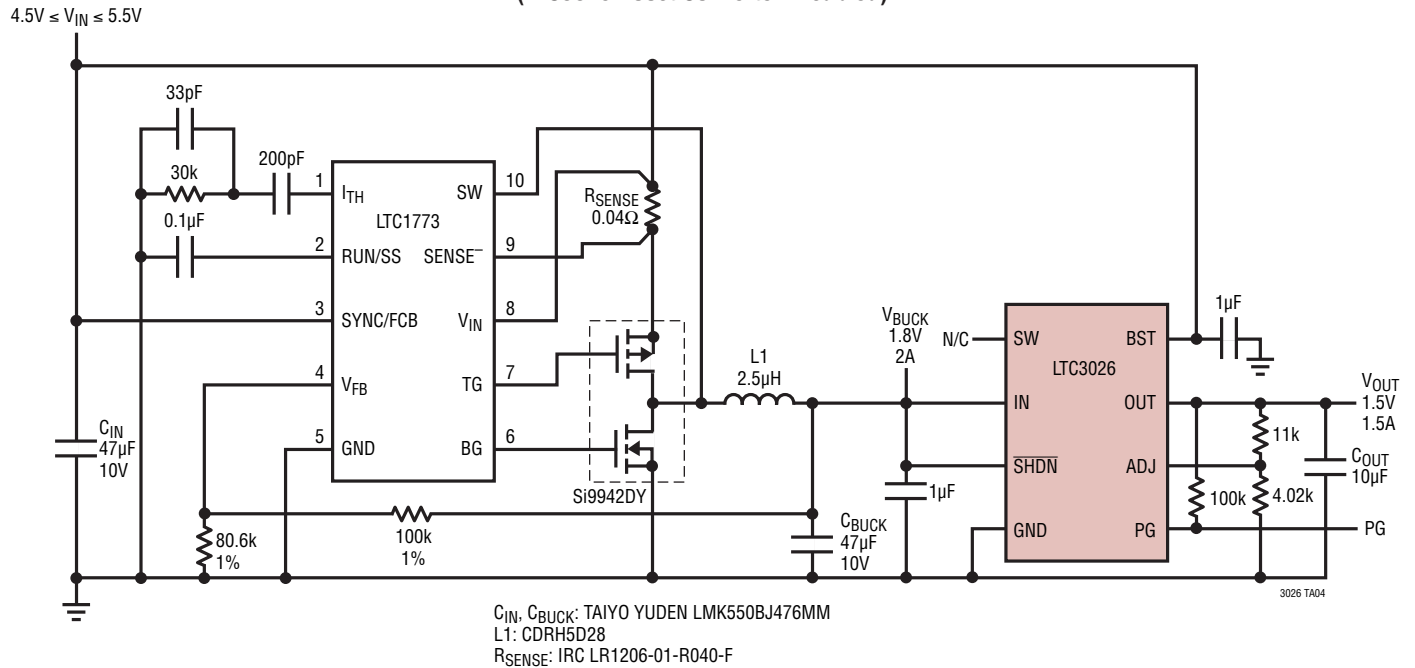 4.5V ≤ VIN ≤ 5.5V
33pF
30k
200pF
0.1µF
1
ITH
2
RUN/SS
3
SYNC/FCB
4
VFB
5
GND
LTC1773
SW
10
SENSE–
9
VIN
8
TG
7
BG
6
RSENSE
0.04Ω
Si9942DY
L1
2.5µH
CIN
47µF
10V
80.6k
1%
100k
1%
CBUCK
47µF
10V
VBUCK
1.8V
2A
1µF
N/C
SW
IN
SHDN
GND
LTC3026
BST
OUT
ADJ
PG
1µF
11k
4.02k
100k
VOUT
1.5V
1.5A
COUT
10µF
PG
3026 TA04
CIN, CBUCK: TAIYO YUDEN LMK550BJ476MM
L1: CDRH5D28
RSENSE: IRC LR1206-01-R040-F